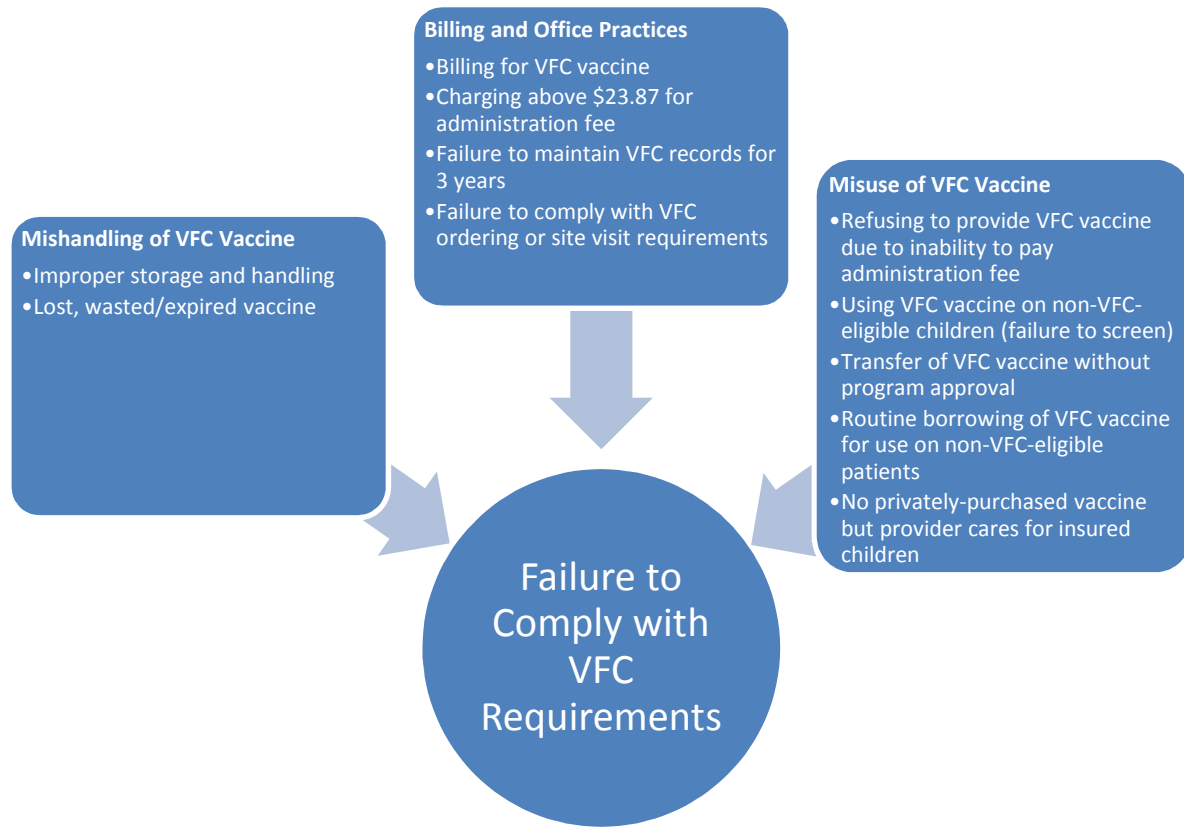 Billing and Office Practices
•Billing for VFC vaccine
•Charging above $23.87 for
administration fee
•Failure to maintain VFC records for
3 years
•Failure to comply with VFC
ordering or site visit requirements
Mishandling of VFC Vaccine
•Improper storage and handling
•Lost, wasted/expired vaccine
Misuse of VFC Vaccine
•Refusing to provide VFC vaccine
due to inability to pay
administration fee
•Using VFC vaccine on non-VFC-
eligible children (failure to screen)
•Transfer of VFC vaccine without
program approval
•Routine borrowing of VFC vaccine
for use on non-VFC-eligible
patients
•No privately-purchased vaccine
but provider cares for insured
children
Failure to
Comply with
VFC
Requirements